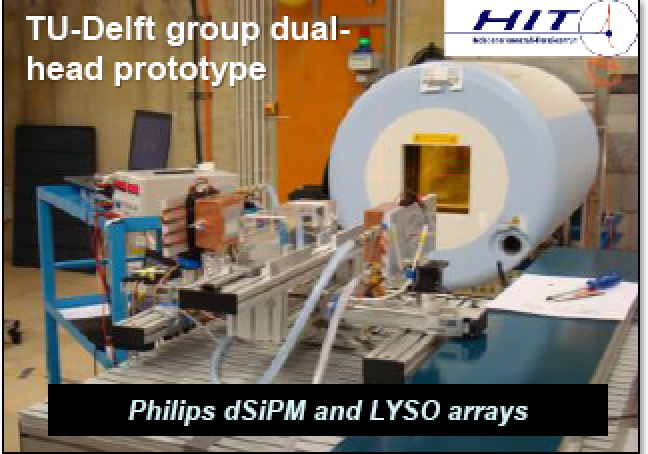 TU-Delft group dual-
head prototype
HIT
Philips dSiPM and LYSO arrays